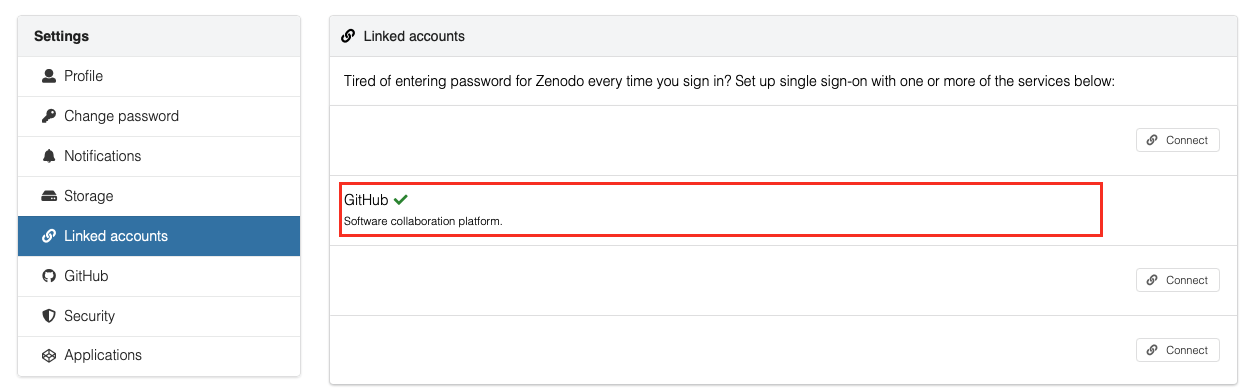 Settings
Profile
Change password
Notifications
Storage
Linked accounts
GitHub
Security
Applications
Linked accounts
Tired of entering password for Zenodo every time you sign in? Set up single sign-on with one or more of the services below:
Connect
GitHub
Software collaboration platform.
Connect
Connect